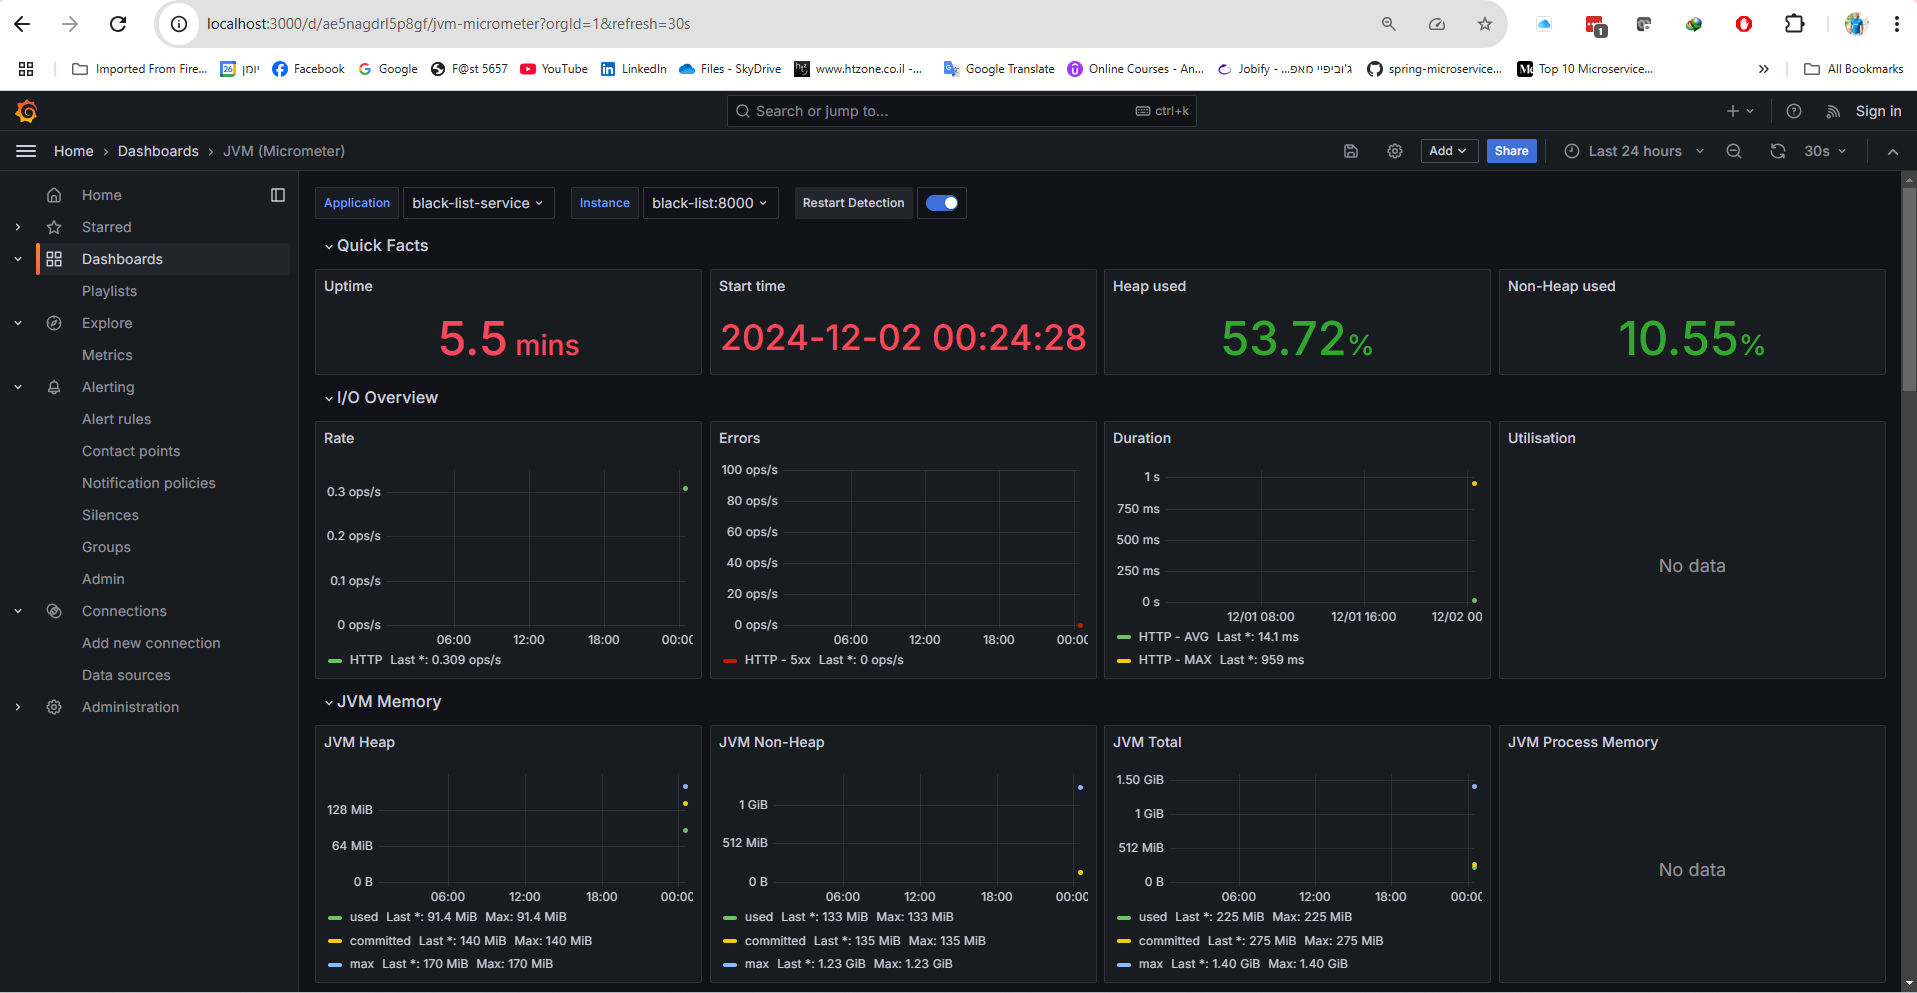 localhost:3000/d/ae5nagdrl5p8gf/jvm-micrometer?orgId=1&refresh=30s
1
Imported From Fire...
26
יומן
Facebook
Google
F@st 5657
YouTube
LinkedIn
Files - SkyDrive
www.htzone.co.il -...
Google Translate
Online Courses - An...
Jobify - ג'וביפיי מאפ...
spring-microservice...
Top 10 Microservice...
»
All Bookmarks
Search or jump to...
ctrl+k
Sign in
Home › Dashboards › JVM (Micrometer)
Add
Share
Last 24 hours
30s
Home
Starred
Dashboards
Playlists
Explore
Metrics
Alerting
Alert rules
Contact points
Notification policies
Silences
Groups
Admin
Connections
Add new connection
Data sources
Administration
Application
black-list-service
Instance
black-list:8000
Restart Detection
Quick Facts
Uptime
5.5 mins
Start time
2024-12-02 00:24:28
Heap used
53.72%
Non-Heap used
10.55%
I/O Overview
Rate
0.3 ops/s
0.2 ops/s
0.1 ops/s
0 ops/s
06:00 12:00 18:00 00:00
HTTP Last *: 0.309 ops/s
Errors
100 ops/s
80 ops/s
60 ops/s
40 ops/s
20 ops/s
0 ops/s
06:00 12:00 18:00 00:00
HTTP - 5xx Last *: 0 ops/s
Duration
1 s
750 ms
500 ms
250 ms
0 s
12/01 08:00 12/01 16:00 12/02 00
HTTP - AVG Last *: 14.1 ms
HTTP - MAX Last *: 959 ms
Utilisation
No data
JVM Memory
JVM Heap
128 MiB
64 MiB
0 B
06:00 12:00 18:00 00:00
used Last *: 91.4 MiB Max: 91.4 MiB
committed Last *: 140 MiB Max: 140 MiB
max Last *: 170 MiB Max: 170 MiB
JVM Non-Heap
1 GiB
512 MiB
0 B
06:00 12:00 18:00 00:00
used Last *: 133 MiB Max: 133 MiB
committed Last *: 135 MiB Max: 135 MiB
max Last *: 1.23 GiB Max: 1.23 GiB
JVM Total
1.50 GiB
1 GiB
512 MiB
0 B
06:00 12:00 18:00 00:00
used Last *: 225 MiB Max: 225 MiB
committed Last *: 275 MiB Max: 275 MiB
max Last *: 1.40 GiB Max: 1.40 GiB
JVM Process Memory
No data